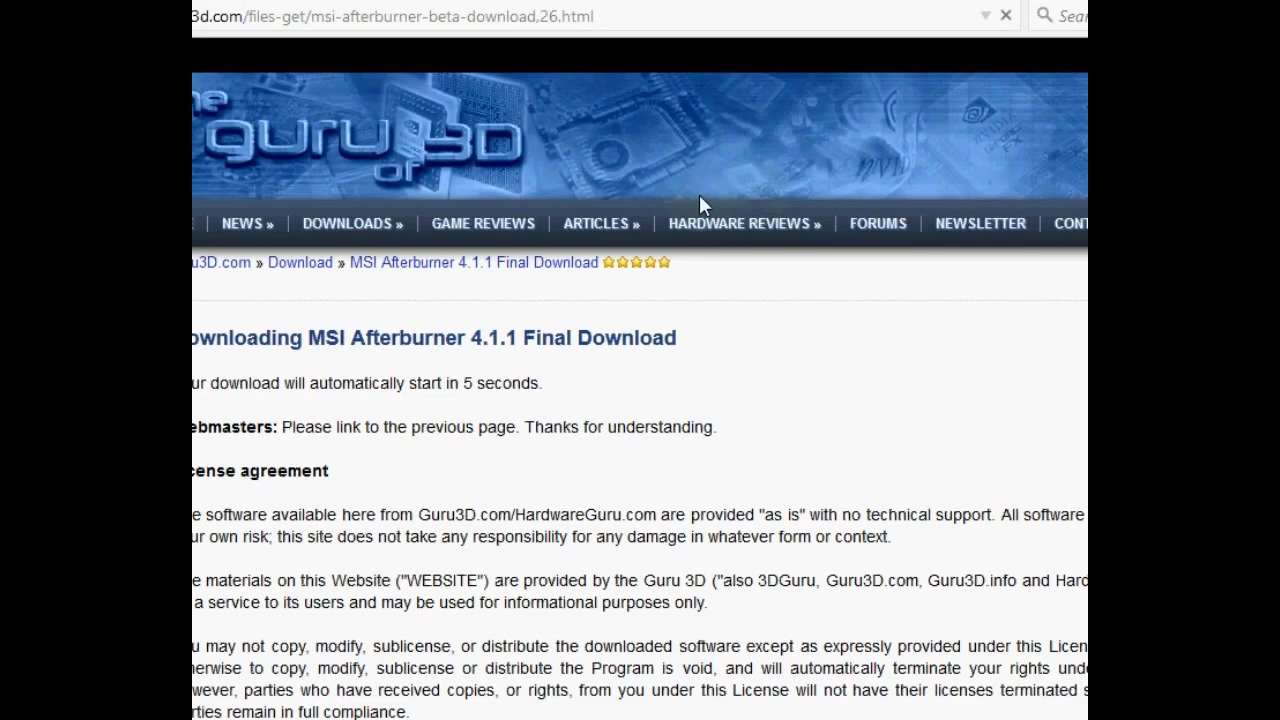 3d.com/files-get/msi-afterburner-beta-download,26.html
Sear
he
guru 3D
of
NEWS » DOWNLOADS » GAME REVIEWS ARTICLES » HARDWARE REVIEWS » FORUMS NEWSLETTER CONT
u3D.com » Download » MSI Afterburner 4.1.1 Final Download
ownloading MSI Afterburner 4.1.1 Final Download
ur download will automatically start in 5 seconds.
ebmasters: Please link to the previous page. Thanks for understanding.
cense agreement
e software available here from Guru3D.com/HardwareGuru.com are provided "as is" with no technical support. All software
ur own risk; this site does not take any responsibility for any damage in whatever form or context.
e materials on this Website ("WEBSITE") are provided by the Guru 3D ("also 3DGuru, Guru3D.com, Guru3D.info and Hard
a service to its users and may be used for informational purposes only.
u may not copy, modify, sublicense, or distribute the downloaded software except as expressly provided under this Licen
nerwise to copy, modify, sublicense or distribute the Program is void, and will automatically terminate your rights unde
wever, parties who have received copies, or rights, from you under this License will not have their licenses terminated s
rties remain in full compliance.